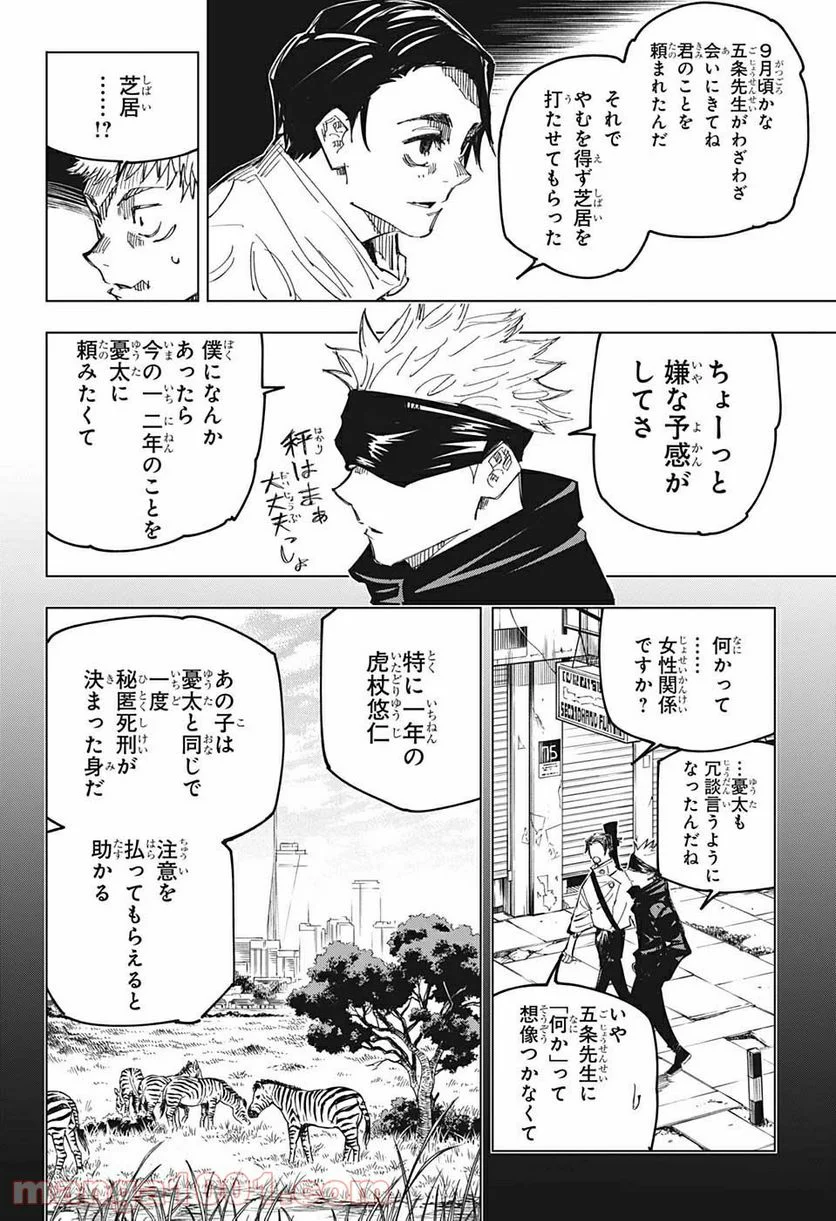 9月頃かな
五条先生がわざわざ
会いにきてね
君のことを
頼まれたんだ
それで
やむを得ず芝居を
打たせてもらった
芝居
……!?
ちょーっと
嫌な予感が
してさ
僕になんか
あったら
今の一二年のことを
憂太に
頼みたくて
秤はまぁ
大丈夫っしょ
何かって
……
女性関係
ですか？
…憂太も
冗談言うように
なったんだね
SECONDHAND
75
いや
五条先生に
「何か」って
想像つかなくて
特に一年の
虎杖悠仁
あの子は
憂太と同じで
一度
秘匿死刑が
決まった身だ
注意を
払ってもらえると
助かる
manga1001.com